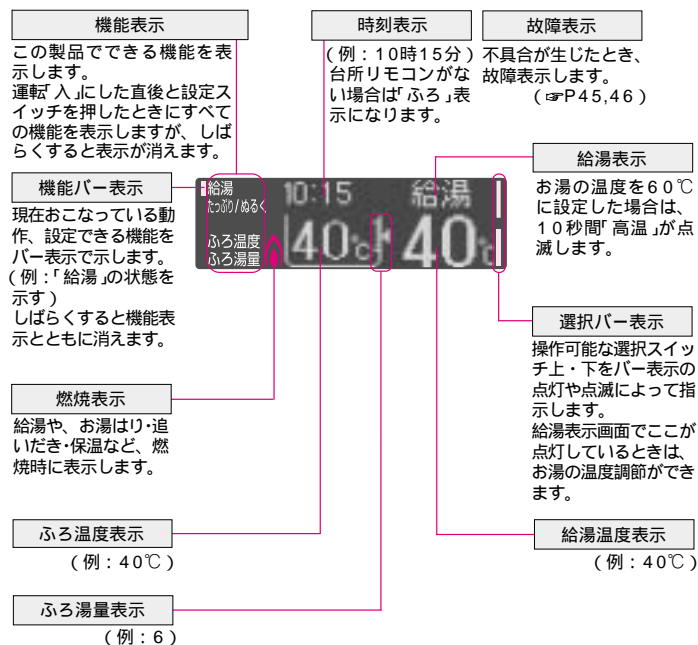 機能表示
この製品でできる機能を表
示します。
運転「入」にした直後と設定ス
イッチを押したときにすべて
の機能を表示しますが、しば
らくすると表示が消えます。
時刻表示
(例：10時15分)
台所リモコンがな
い場合は「ふろ」表
示になります。
故障表示
不具合が生じたとき、
故障表示します。
(☞P45,46)
機能バー表示
現在おこなっている動
作、設定できる機能を
バー表示で示します。
(例：「給湯」の状態を
示す)
しばらくすると機能表
示とともに消えます。
給湯
たっぷり/ぬるく
ふろ温度
ふろ湯量
10:15
40℃
給湯
40℃
給湯表示
お湯の温度を60℃
に設定した場合は、
10秒間「高温」が点
滅します。
選択バー表示
操作可能な選択スイッ
チ上・下をバー表示の
点灯や点滅によって指
示します。
給湯表示画面でここが
点灯しているときは、
お湯の温度調節ができ
ます。
燃焼表示
給湯や、お湯はり・追
いだき・保温など、燃
焼時に表示します。
ふろ温度表示
(例：40℃)
給湯温度表示
(例：40℃)
ふろ湯量表示
(例：6)